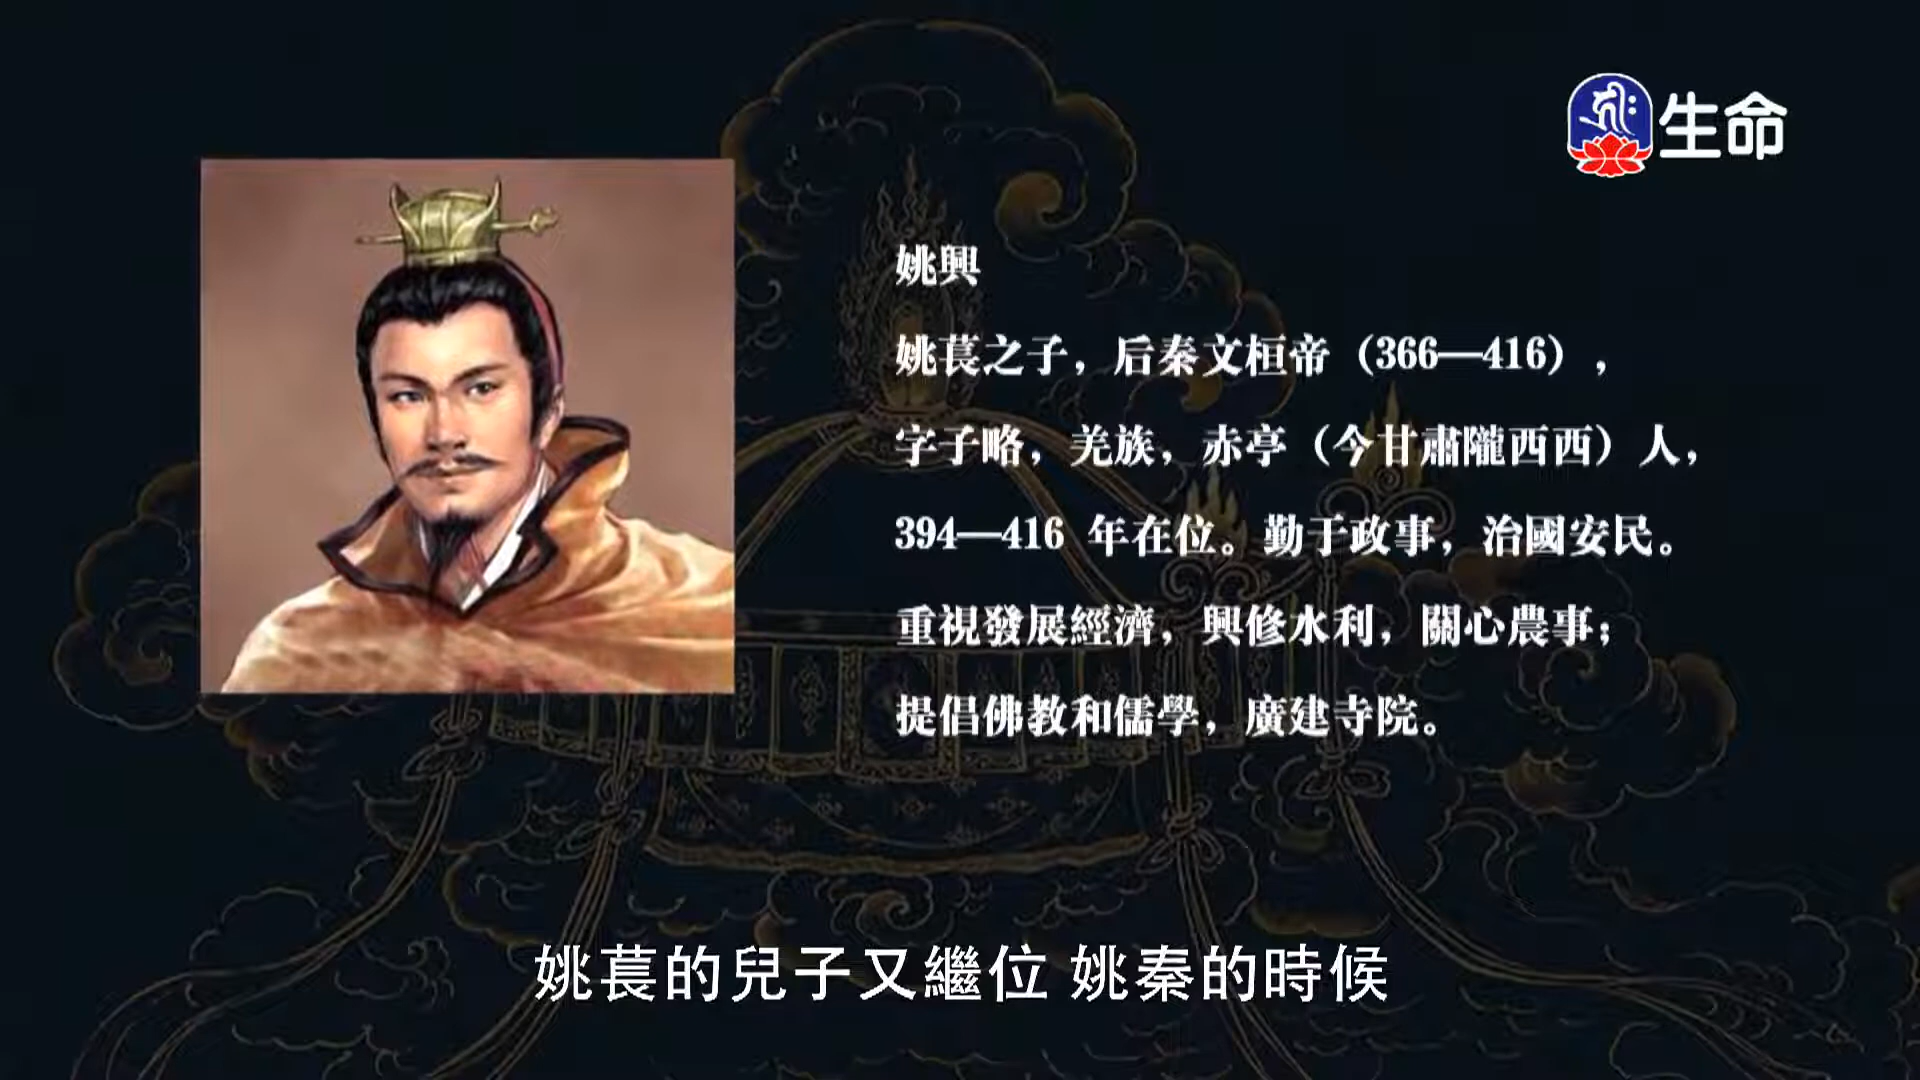 生命
姚興
姚萇之子，后秦文桓帝（366—416），
字子略，羌族，赤亭（今甘肅隴西西）人，
394—416 年在位。勤于政事，治國安民。
重視發展經濟，興修水利，關心農事；
提倡佛教和儒學，廣建寺院。
姚萇的兒子又繼位 姚秦的時候